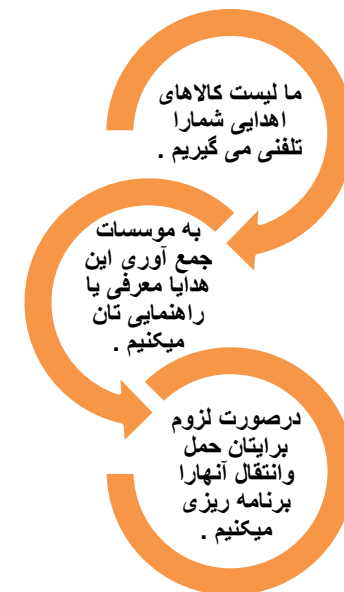 ما لیست کالاهای
اهدایی شمارا
تلفنی می گیریم .
به موسسات
جمع آوری این
هدایا معرفی یا
راهنمایی تان
میکنیم .
درصورت لزوم
برایتان حمل
وانتقال آنهارا
برنامه ریزی
میکنیم .